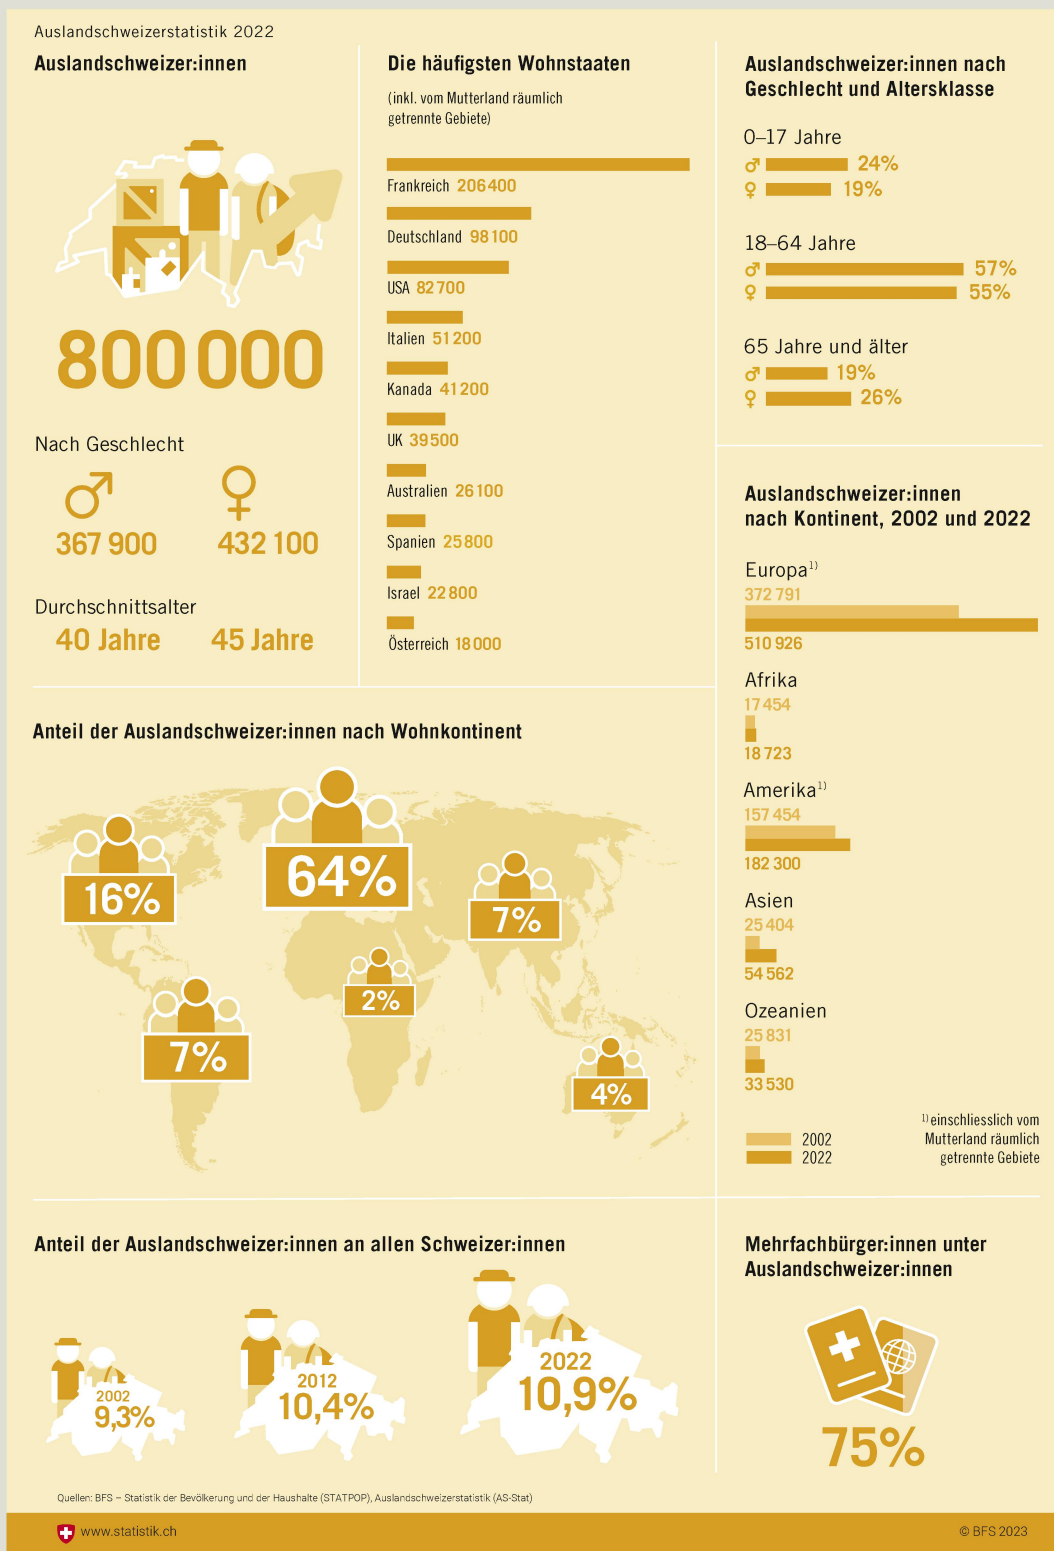 Auslandschweizerstatistik 2022
Auslandschweizer:innen
800 000
Nach Geschlecht
♂ ♀
367 900 432 100
Durchschnittsalter
40 Jahre 45 Jahre
Die häufigsten Wohnstaaten
(inkl. vom Mutterland räumlich
getrennte Gebiete)
Frankreich 206 400
Deutschland 98 100
USA 82 700
Italien 51 200
Kanada 41 200
UK 39 500
Australien 26 100
Spanien 25 800
Israel 22 800
Österreich 18 000
Auslandschweizer:innen nach
Geschlecht und Altersklasse
0–17 Jahre
♂ 24%
♀ 19%
18–64 Jahre
♂ 57%
♀ 55%
65 Jahre und älter
♂ 19%
♀ 26%
Auslandschweizer:innen
nach Kontinent, 2002 und 2022
Europa¹⁾
372 791
510 926
Afrika
17 454
18 723
Amerika¹⁾
157 454
182 300
Asien
25 404
54 562
Ozeanien
25 831
33 530
2002
2022
¹⁾ einschliesslich vom
Mutterland räumlich
getrennte Gebiete
Anteil der Auslandschweizer:innen nach Wohnkontinent
16%
64%
7%
2%
7%
4%
Anteil der Auslandschweizer:innen an allen Schweizer:innen
2002
9,3%
2012
10,4%
2022
10,9%
Mehrfachbürger:innen unter
Auslandschweizer:innen
75%
Quellen: BFS – Statistik der Bevölkerung und der Haushalte (STATPOP), Auslandschweizerstatistik (AS-Stat)
www.statistik.ch
© BFS 2023